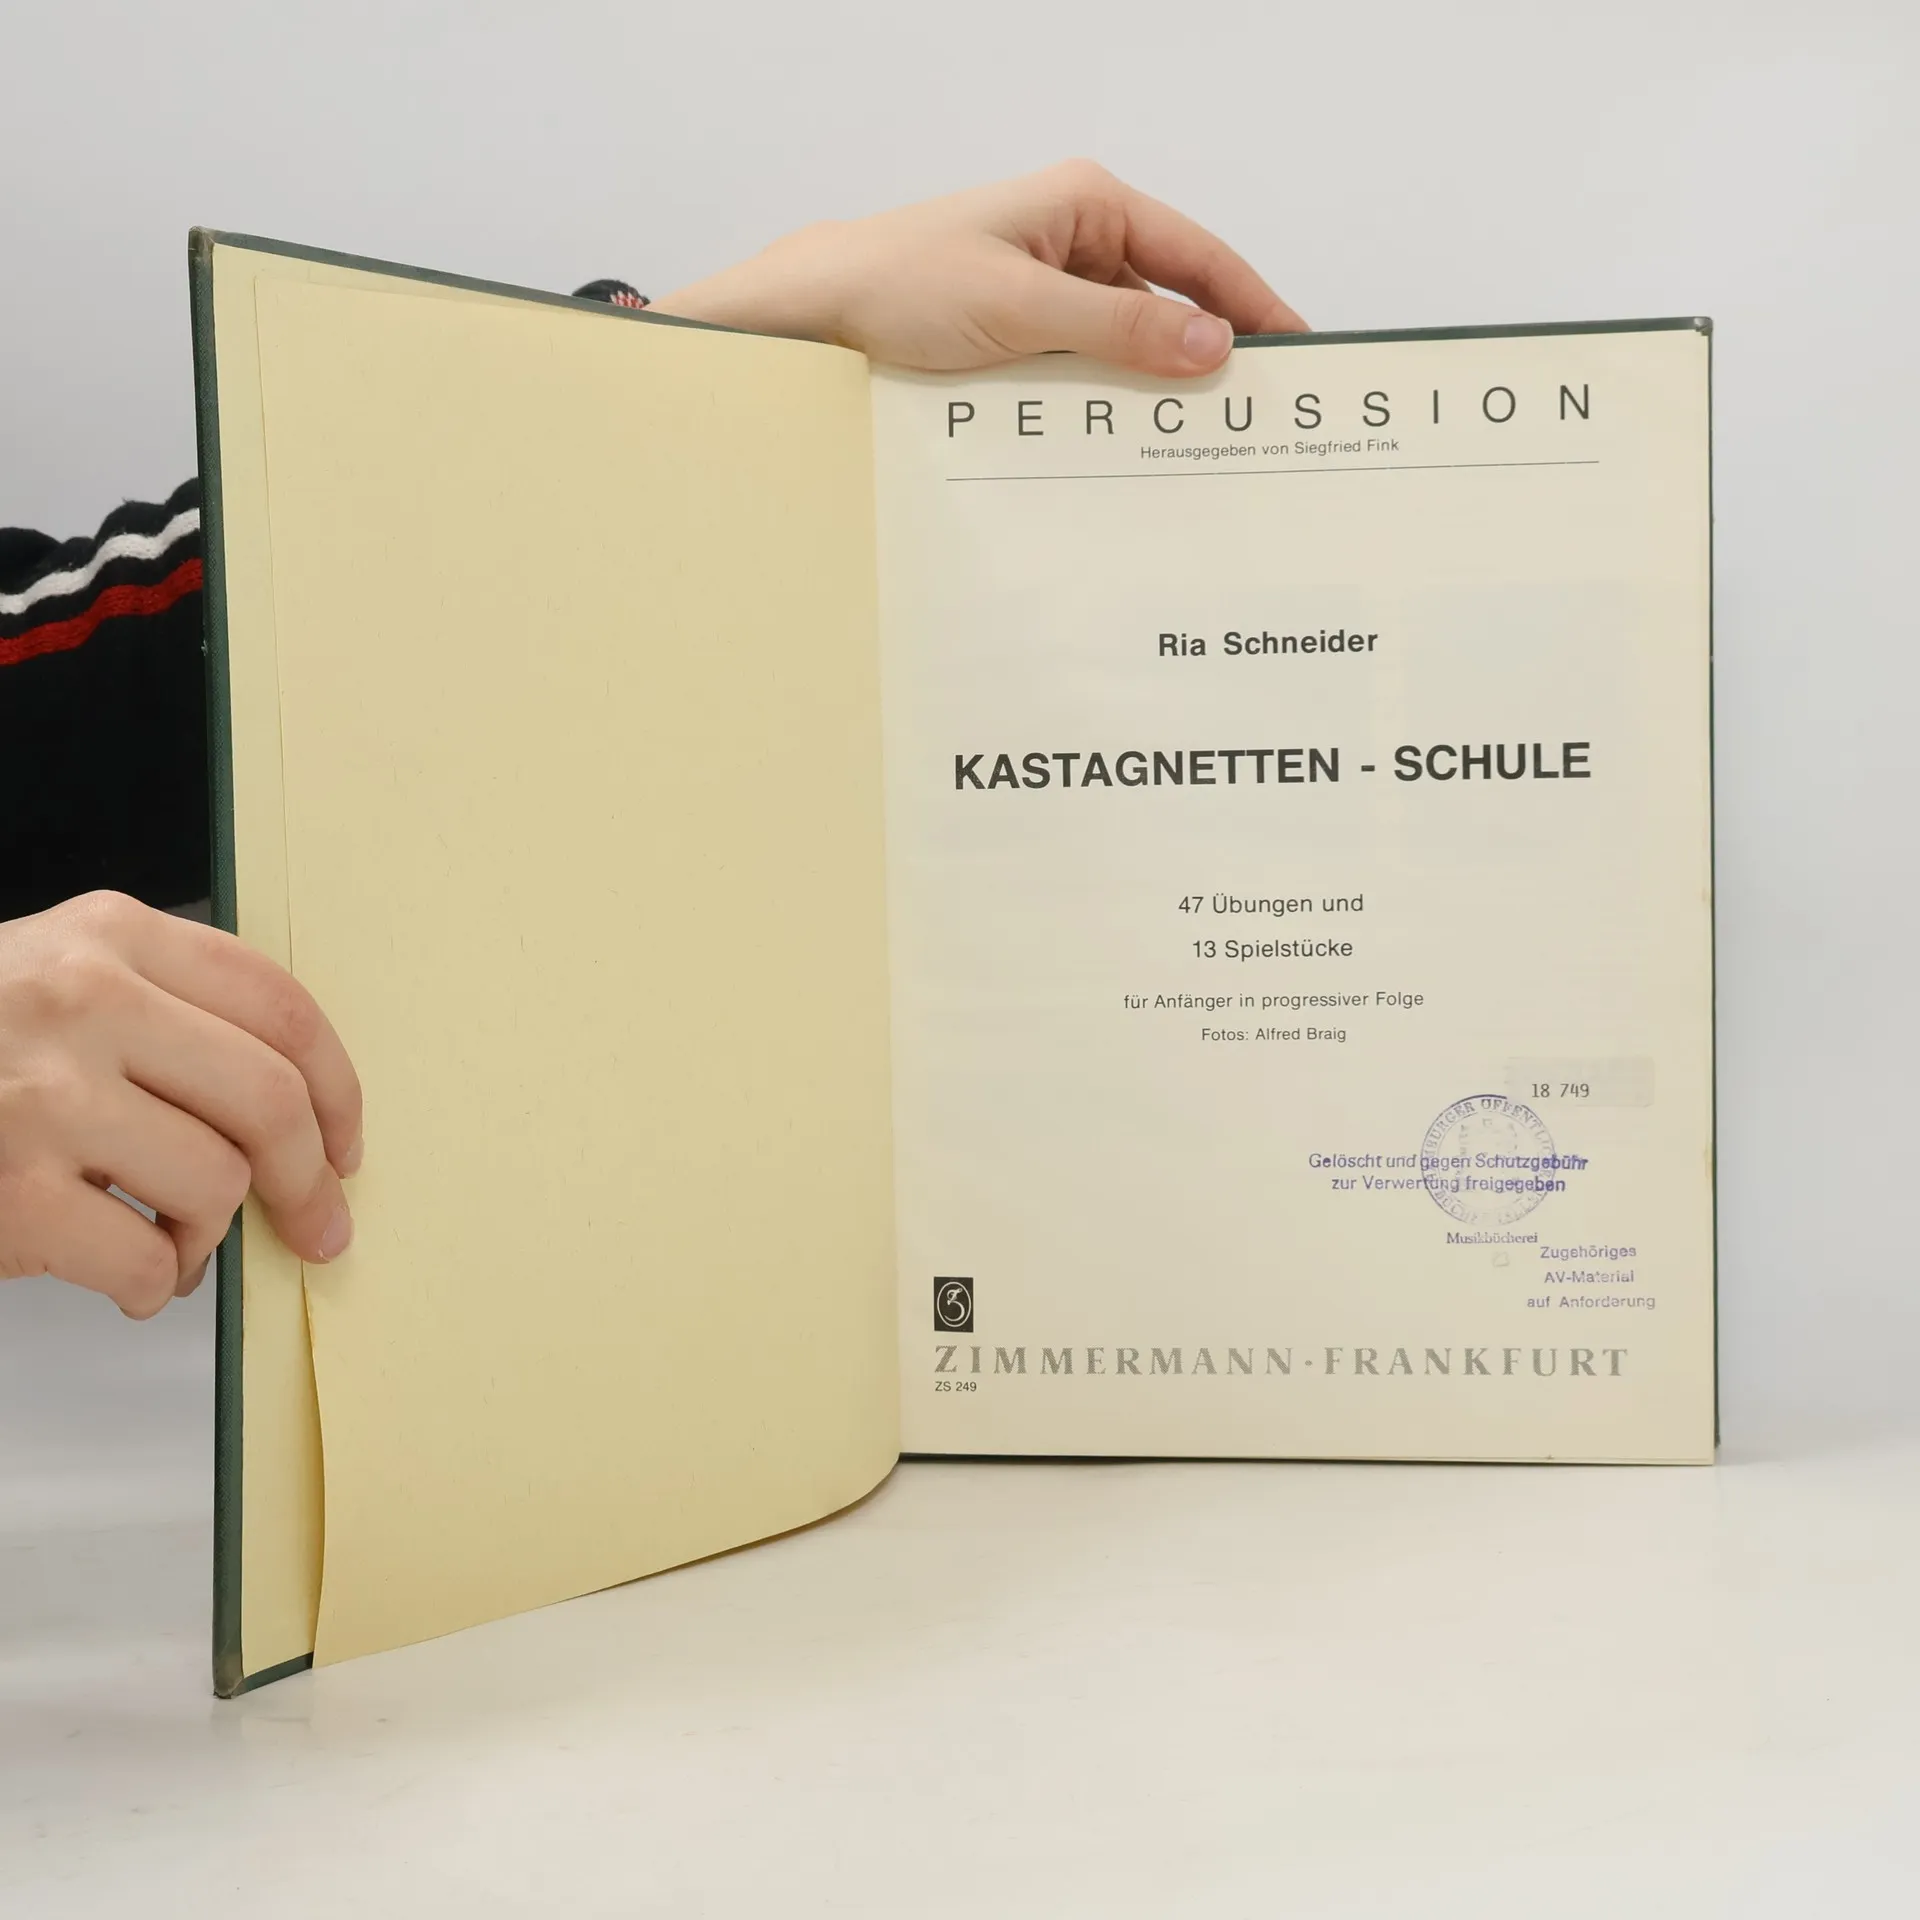 PERCUSSION
Herausgegeben von Siegfried Fink
Ria Schneider
KASTAGNETTEN - SCHULE
47 Übungen und
13 Spielstücke
für Anfänger in progressiver Folge
Fotos: Alfred Braig
18 749
Gelöscht und gegen Schutzgebühr
zur Verwertung freigegeben
Musikbücherei
Zugehöriges
AV-Material
auf Anforderung
ZIMMERMANN · FRANKFURT
ZS 249